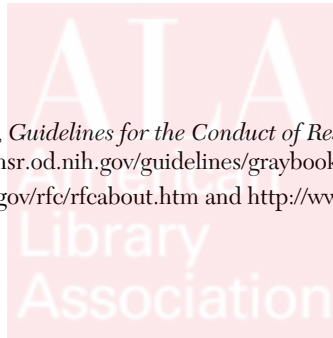 ALA
, Guidelines for the Conduct of Res
nsr.od.nih.gov/guidelines/graybook
American
gov/rfc/rfcabout.htm and http://ww
Library
Association